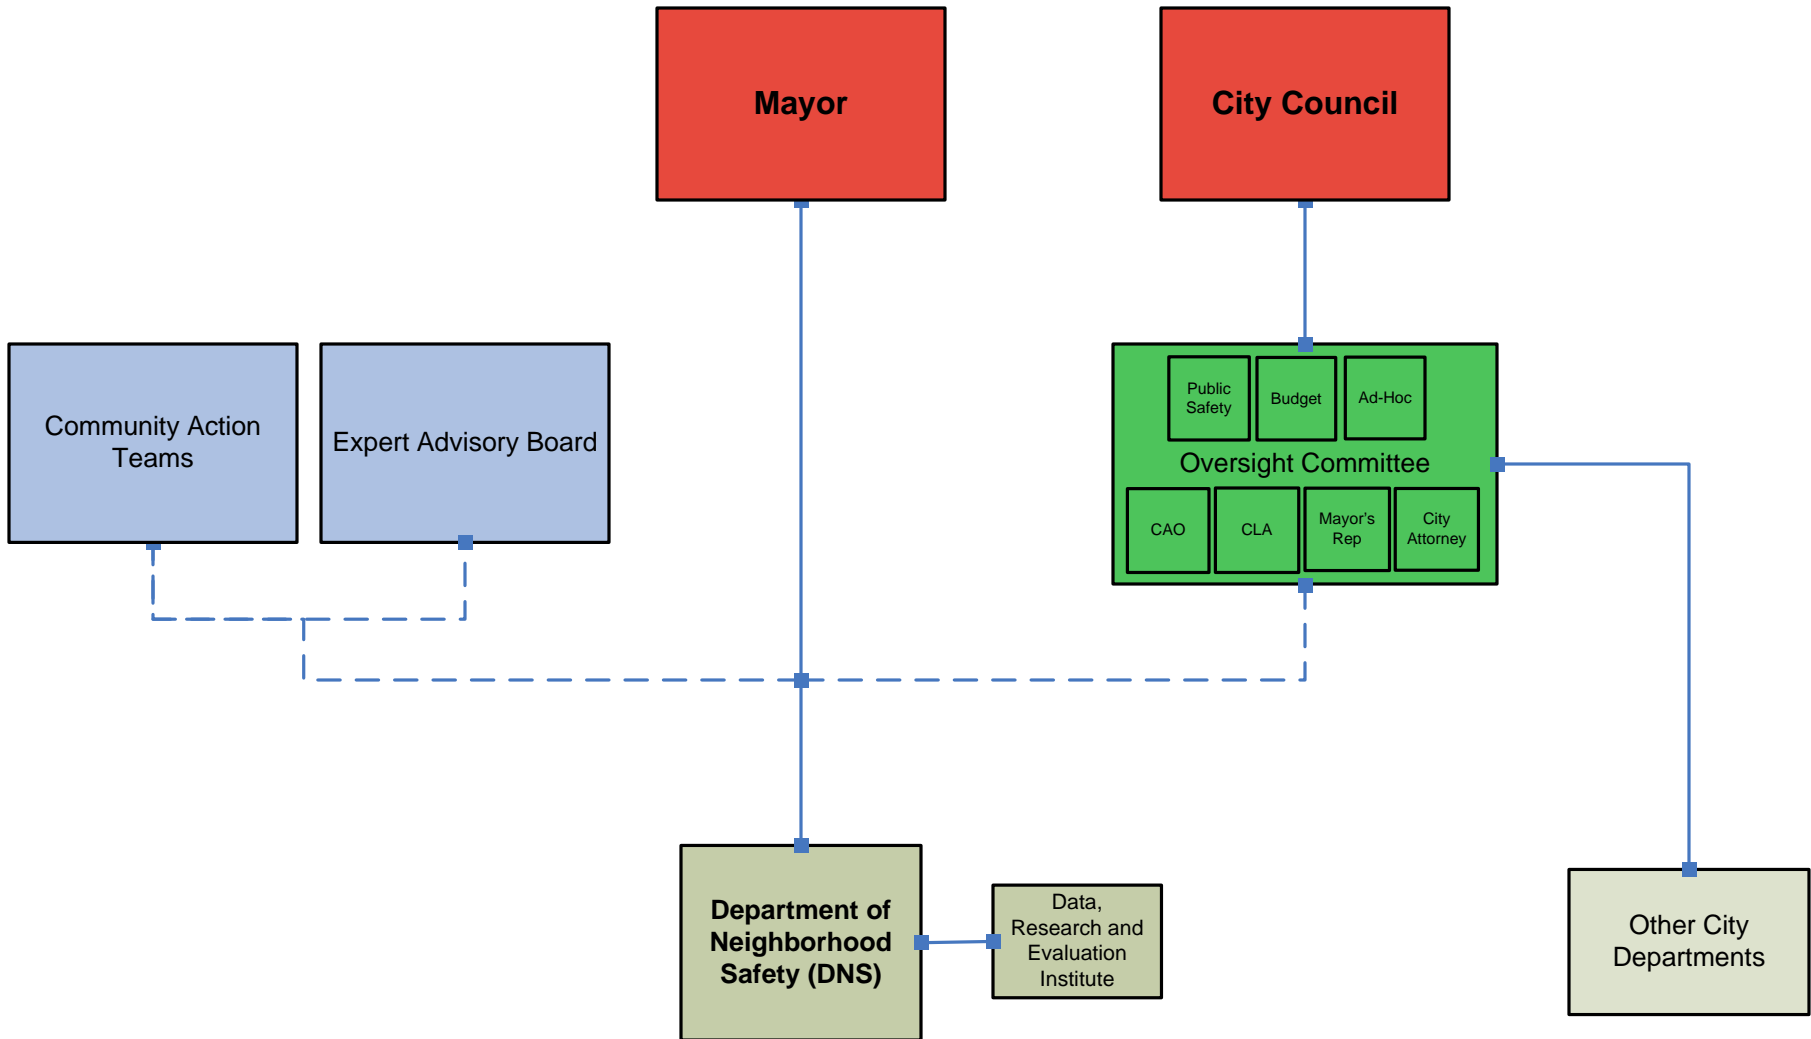 Mayor
City Council
Community Action
Teams
Expert Advisory Board
Public
Safety
Budget
Ad-Hoc
Oversight Committee
CAO
CLA
Mayor’s
Rep
City
Attorney
Department of
Neighborhood
Safety (DNS)
Data,
Research and
Evaluation
Institute
Other City
Departments